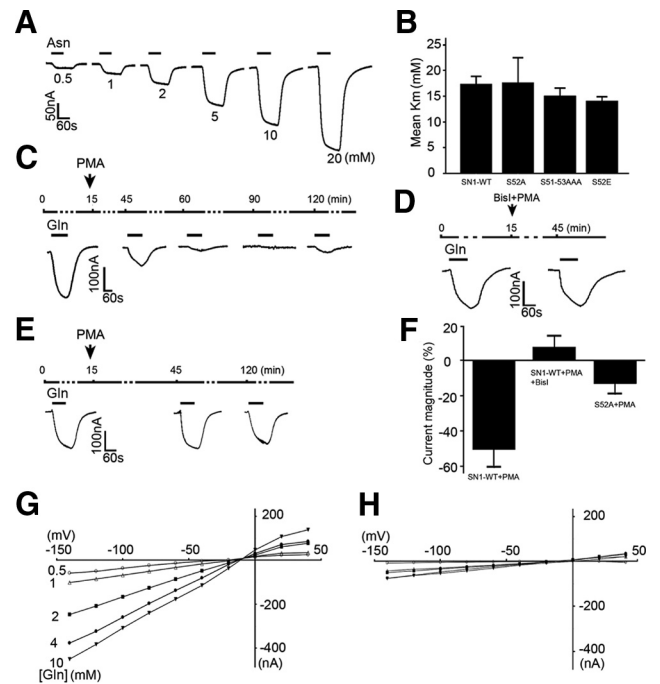 A
Asn
0.5
1
2
5
10
20 (mM)
50nA
60s
B
Mean Km (mM)
25
20
15
10
5
0
SN1-WT
S52A
S51-53AAA
S52E
C
PMA
0
15
45
60
90
120 (min)
Gln
100nA
60s
D
BisI+PMA
0
15
45 (min)
Gln
100nA
60s
E
PMA
0
15
45
120 (min)
Gln
100nA
60s
F
Current magnitude (%)
20
0
-20
-40
-60
SN1-WT+PMA
SN1-WT+PMA
+BisI
S52A+PMA
G
(mV)
-150
-100
-50
0
50
200
-200
-400
(nA)
0.5
1
2
4
10
[Gln] (mM)
H
(mV)
-150
-100
-50
0
50
200
-200
-400
(nA)